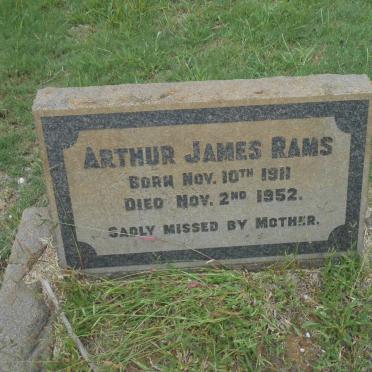 ARTHUR JAMES RAMS
BORN NOV. 10TH 1911
DIED NOV. 2ND 1952.
SADLY MISSED BY MOTHER.